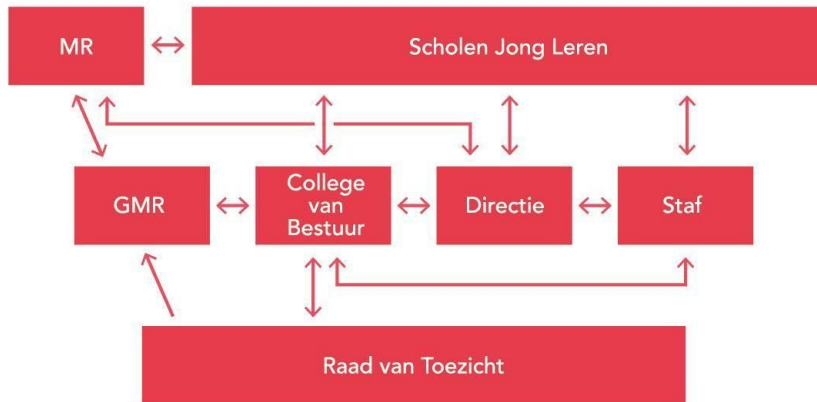 MR
Scholen Jong Leren
GMR
College
van
Bestuur
Directie
Staf
Raad van Toezicht